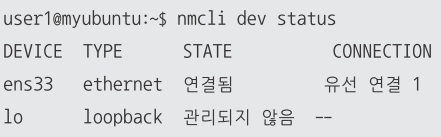 user1@myubuntu:~$ nmcli dev status
DEVICE TYPE STATE CONNECTION
ens33 ethernet 연결됨 유선 연결 1
lo loopback 관리되지 않음 --